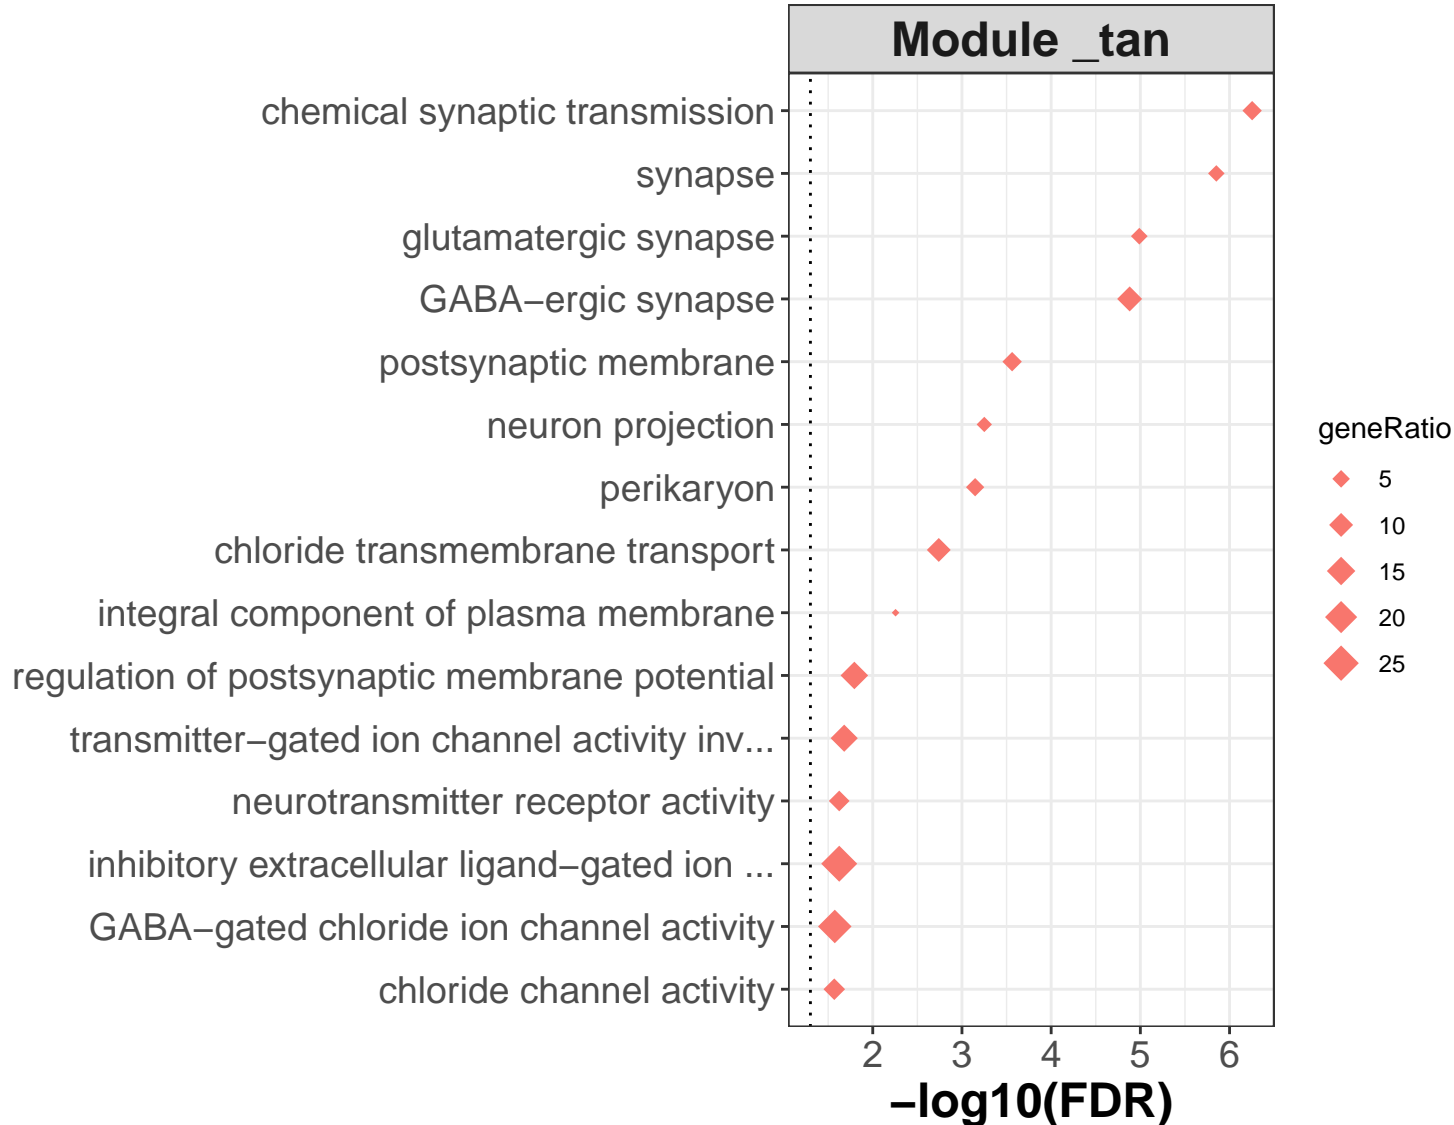 Module _tan
chemical synaptic transmission
synapse
glutamatergic synapse
GABA−ergic synapse
postsynaptic membrane
neuron projection
perikaryon
chloride transmembrane transport
integral component of plasma membrane
regulation of postsynaptic membrane potential
transmitter−gated ion channel activity inv...
neurotransmitter receptor activity
inhibitory extracellular ligand−gated ion ...
GABA−gated chloride ion channel activity
chloride channel activity
2 3 4 5 6
−log10(FDR)
geneRatio
5
10
15
20
25